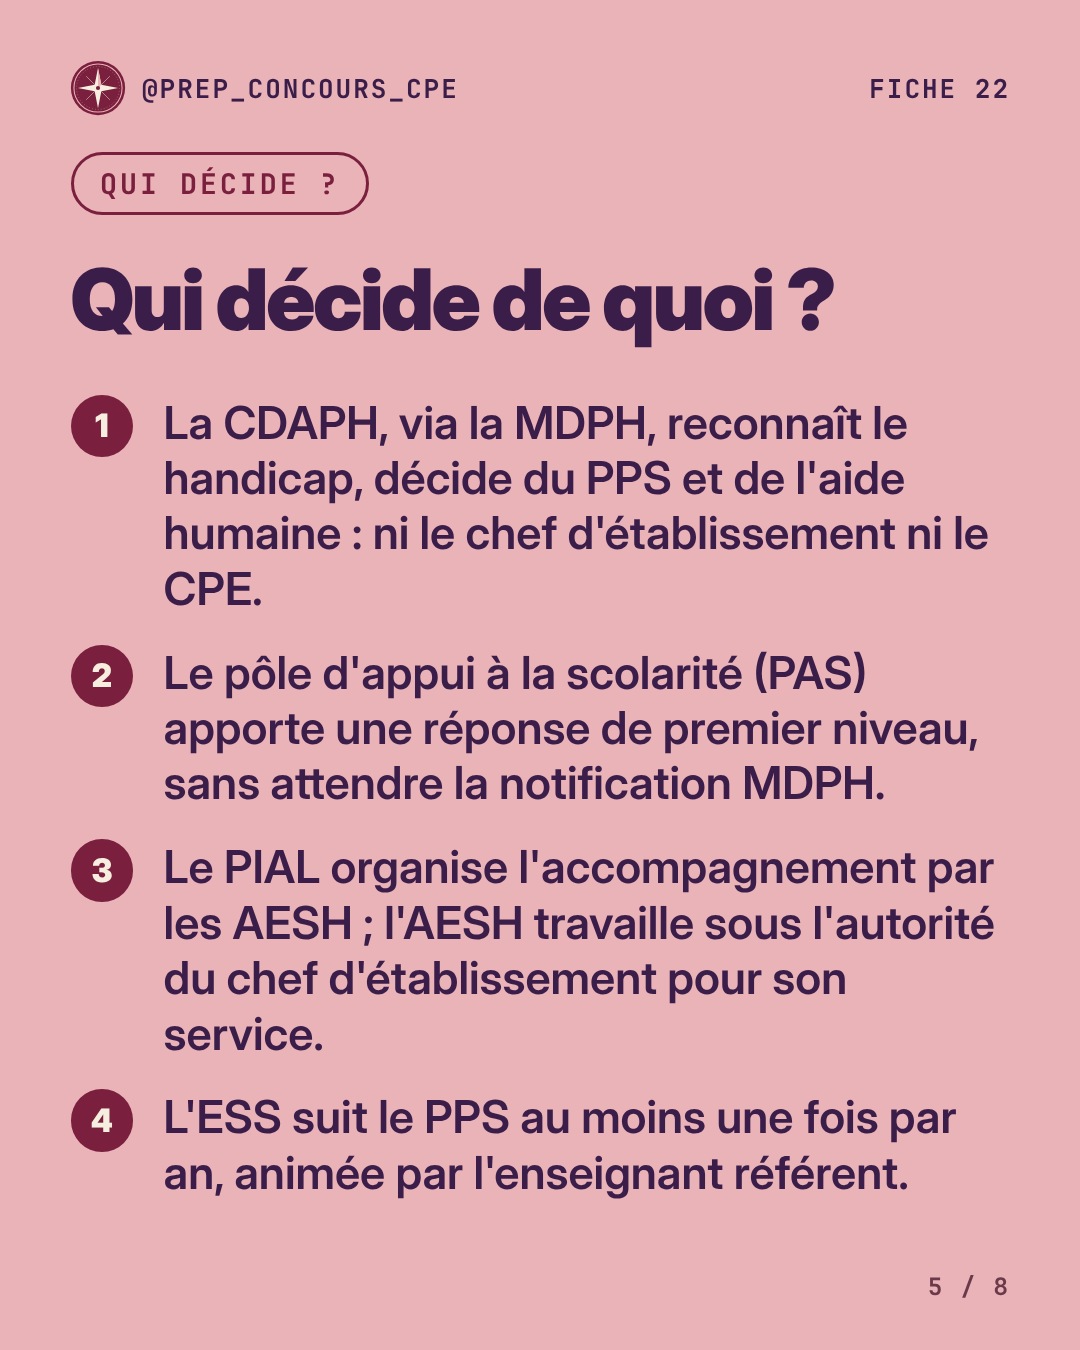 @PREP_CONCOURS_CPE
FICHE 22
QUI DÉCIDE ?
Qui décide de quoi ?
1
La CDAPH, via la MDPH, reconnaît le
handicap, décide du PPS et de l'aide
humaine : ni le chef d'établissement ni le
CPE.
2
Le pôle d'appui à la scolarité (PAS)
apporte une réponse de premier niveau,
sans attendre la notification MDPH.
3
Le PIAL organise l'accompagnement par
les AESH ; l'AESH travaille sous l'autorité
du chef d'établissement pour son
service.
4
L'ESS suit le PPS au moins une fois par
an, animée par l'enseignant référent.
5 / 8